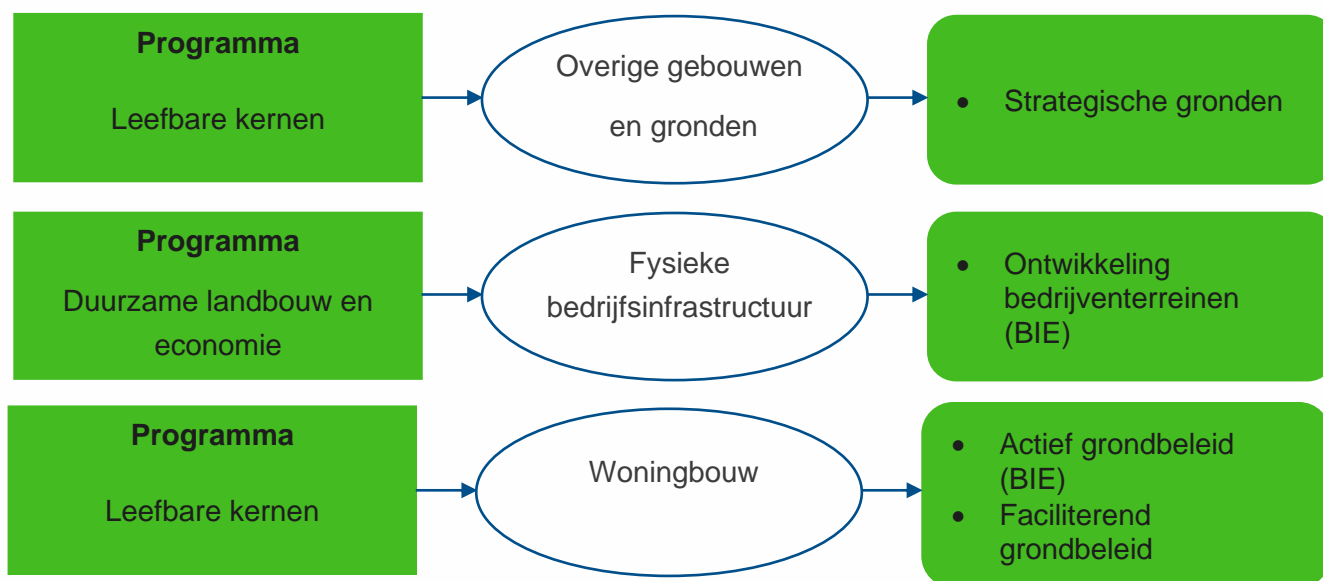 Programma
Leefbare kernen
Overige gebouwen
en gronden
• Strategische gronden
Programma
Duurzame landbouw en
economie
Fysieke
bedrijfsinfrastructuur
• Ontwikkeling
bedrijventerreinen
(BIE)
Programma
Leefbare kernen
Woningbouw
• Actief grondbeleid
(BIE)
• Faciliterend
grondbeleid